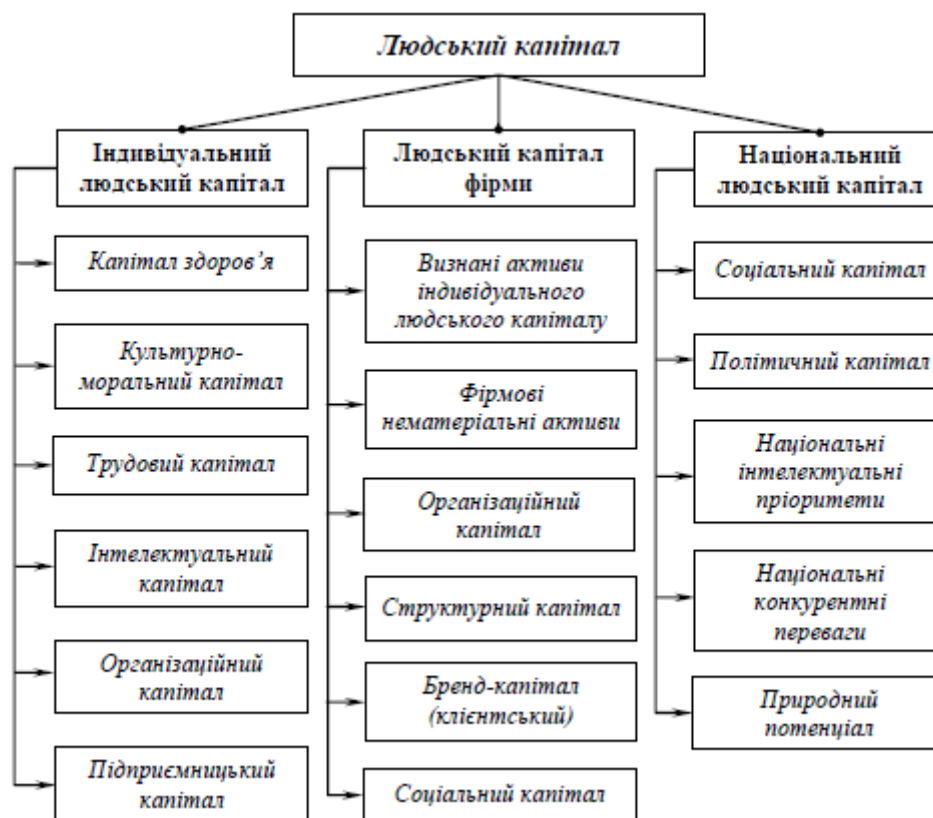 Людський капітал
Індивідуальний
людський капітал
Капітал здоров’я
Культурно-
моральний капітал
Трудовий капітал
Інтелектуальний
капітал
Організаційний
капітал
Підприємницький
капітал
Людський капітал
фірми
Визнані активи
індивідуального
людського капіталу
Фірмові
нематеріальні активи
Організаційний
капітал
Структурний капітал
Бренд-капітал
(клієнтський)
Соціальний капітал
Національний
людський капітал
Соціальний капітал
Політичний капітал
Національні
інтелектуальні
пріоритети
Національні
конкурентні
переваги
Природний
потенціал